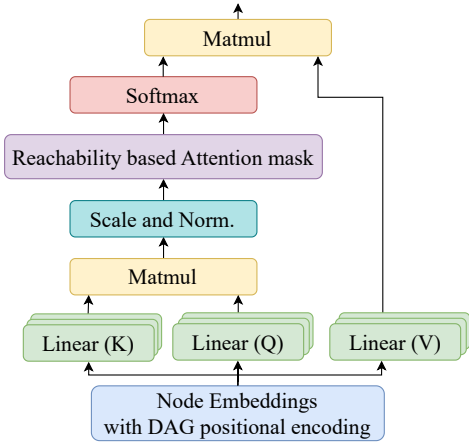 Matmul
Softmax
Reachability based Attention mask
Scale and Norm.
Matmul
Linear (K)
Linear (Q)
Linear (V)
Node Embeddings
with DAG positional encoding